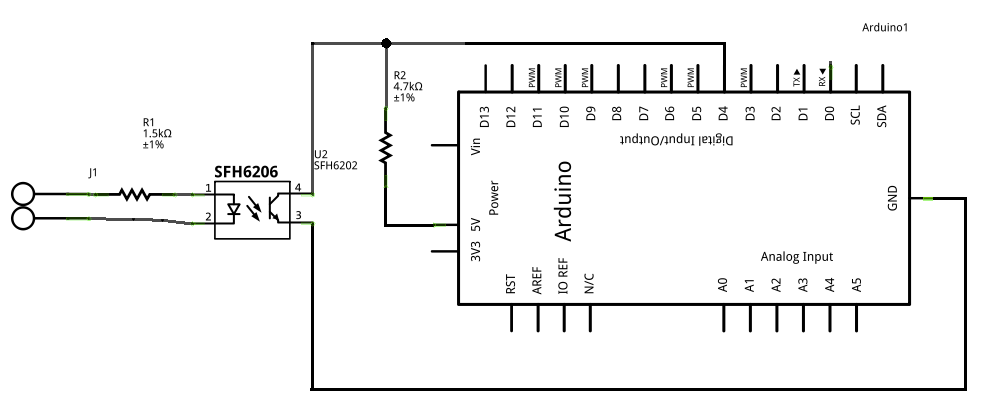 Arduino1
R2
4.7kΩ
±1%
PWM
PWM
PWM
PWM
PWM
PWM
TX ▶
RX ◀
D13
D12
D11
D10
D9
D8
D7
D6
D5
D4
D3
D2
D1
D0
SCL
SDA
Digital Input/Output
R1
1.5kΩ
±1%
Vin
U2
SFH6202
SFH6206
J1
1
2
4
3
Power
Arduino
5V
3V3
GND
Analog Input
RST
AREF
IO REF
N/C
A0
A1
A2
A3
A4
A5